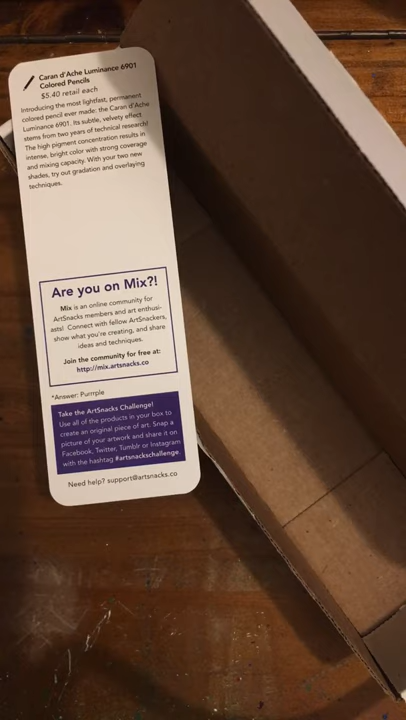 Caran d'Ache Luminance 6901
Colored Pencils
$5.40 retail each
Introducing the most lightfast, permanent
colored pencil ever made: the Caran d'Ache
Luminance 6901. Its subtle, velvety effect
stems from two years of technical research!
The high pigment concentration results in
intense, bright color with strong coverage
and mixing capacity. With your two new
shades, try out gradation and overlaying
techniques.
Are you on Mix?!
Mix is an online community for
ArtSnacks members and art enthusi-
asts! Connect with fellow ArtSnackers,
show what you're creating, and share
ideas and techniques.
Join the community for free at:
http://mix.artsnacks.co
*Answer: Purrrple
Take the ArtSnacks Challenge!
Use all of the products in your box to
create an original piece of art. Snap a
picture of your artwork and share it on
Facebook, Twitter, Tumblr or Instagram
with the hashtag #artsnackschallenge.
Need help? support@artsnacks.co